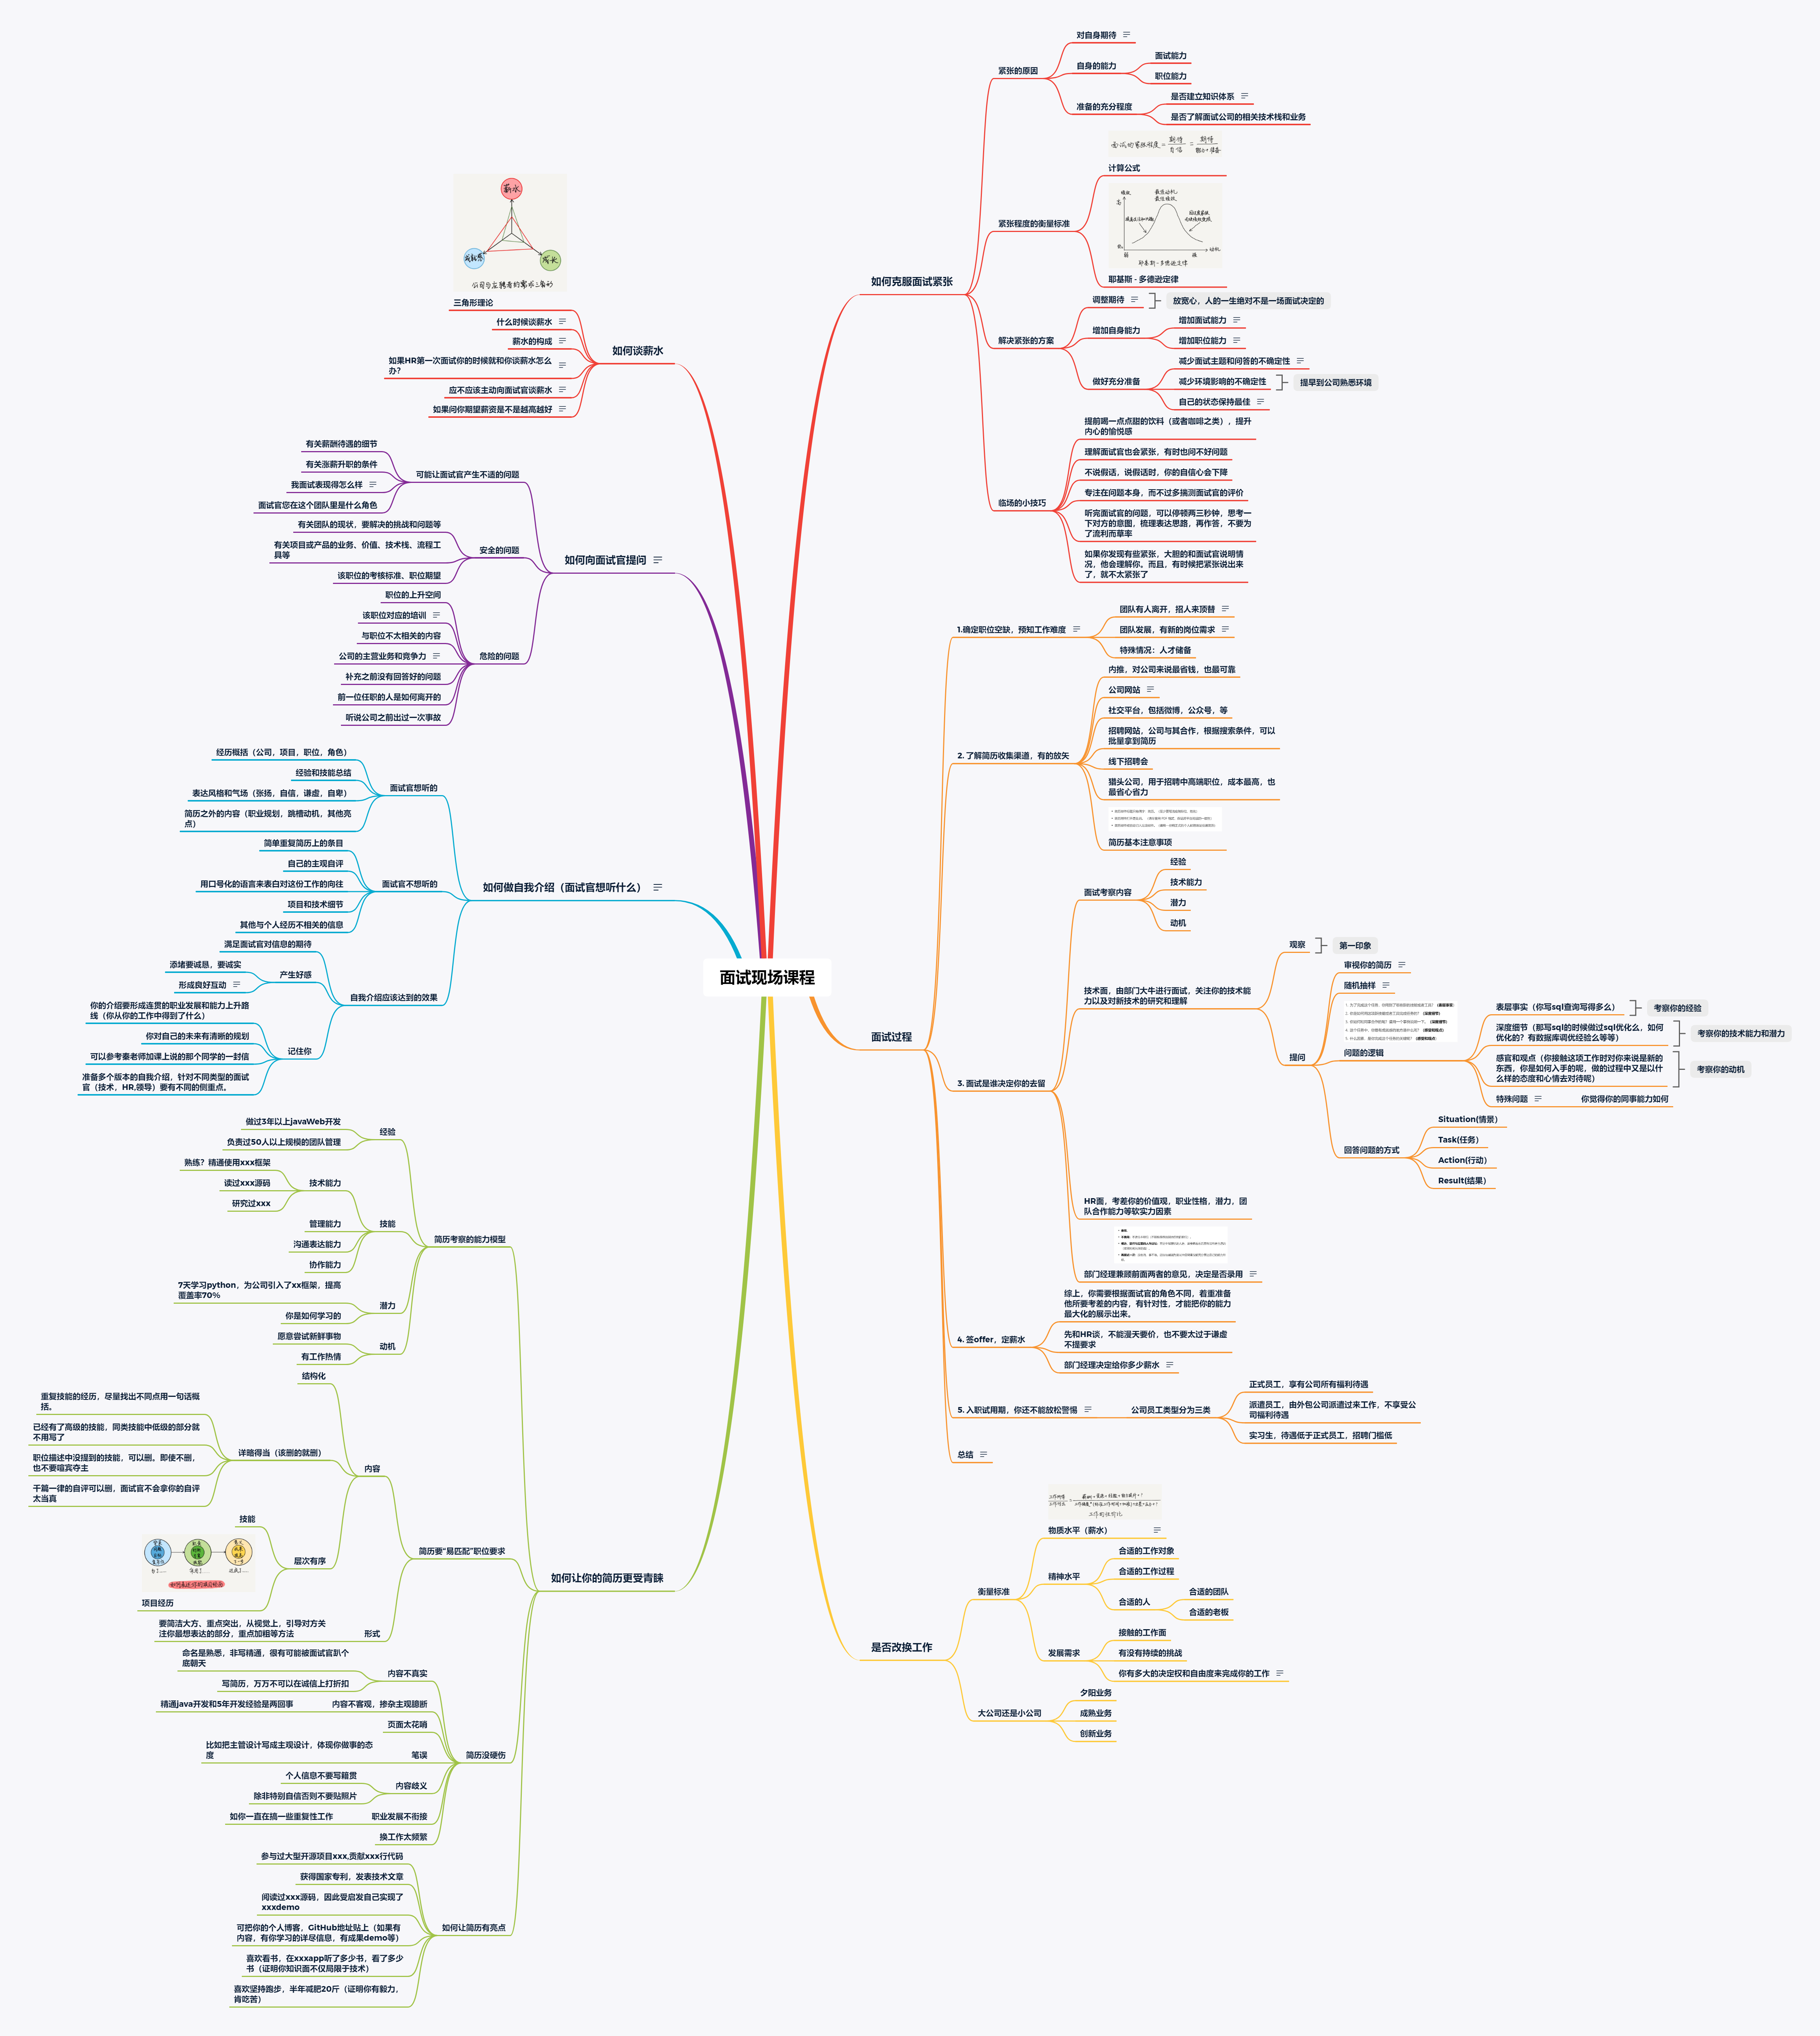 面试现场课程
如何克服面试紧张
紧张的原因
对自身期待
自身的能力
面试能力
职位能力
准备的充分程度
是否建立知识体系
是否了解面试公司的相关技术栈和业务
紧张程度的衡量标准
面试的紧张程度=
期待
自信
=
期待
能力+准备
计算公式
最佳动机,
最佳绩效
动机
耶基斯-多德逊定律
耶基斯 - 多德逊定律
解决紧张的方案
调整期待
放宽心，人的一生绝对不是一场面试决定的
增加自身能力
增加面试能力
增加职位能力
做好充分准备
减少面试主题和问答的不确定性
减少环境影响的不确定性
提早到公司熟悉环境
自己的状态保持最佳
临场的小技巧
提前喝一点点甜的饮料（或者咖啡之类），提升
内心的愉悦感
理解面试官也会紧张，有时也问不好问题
不说假话，说假话时，你的自信心会下降
专注在问题本身，而不过多揣测面试官的评价
听完面试官的问题，可以停顿两三秒钟，思考一
下对方的意图，梳理表达思路，再作答，不要为
了流利而草率
如果你发现有些紧张，大胆的和面试官说明情
况，他会理解你。而且，有时候把紧张说出来
了，就不太紧张了
面试过程
1.确定职位空缺，预知工作难度
团队有人离开，招人来顶替
团队发展，有新的岗位需求
特殊情况：人才储备
2. 了解简历收集渠道，有的放矢
内推，对公司来说最省钱，也最可靠
公司网站
社交平台，包括微博，公众号，等
招聘网站，公司与其合作，根据搜索条件，可以
批量拿到简历
线下招聘会
猎头公司，用于招聘中高端职位，成本最高，也
最省心省力
简历基本注意事项
3. 面试是谁决定你的去留
面试考察内容
经验
技术能力
潜力
动机
技术面，由部门大牛进行面试，关注你的技术能
力以及对新技术的研究和理解
观察
第一印象
提问
审视你的简历
随机抽样
问题的逻辑
表层事实（你写sql查询写得多么）
考察你的经验
深度细节（那写sql的时候做过sql优化么，如何
优化的？有数据库调优经验么等等）
考察你的技术能力和潜力
感官和观点（你接触这项工作时对你来说是新的
东西，你是如何入手的呢，做的过程中又是以什
么样的态度和心情去对待呢）
考察你的动机
特殊问题
你觉得你的同事能力如何
回答问题的方式
Situation(情景）
Task(任务）
Action(行动）
Result(结果）
HR面，考差你的价值观，职业性格，潜力，团
队合作能力等软实力因素
部门经理兼顾前面两者的意见，决定是否录用
4. 签offer，定薪水
综上，你需要根据面试官的角色不同，着重准备
他所要考差的内容，有针对性，才能把你的能力
最大化的展示出来。
先和HR谈，不能漫天要价，也不要太过于谦虚
不提要求
部门经理决定给你多少薪水
5. 入职试用期，你还不能放松警惕
公司员工类型分为三类
正式员工，享有公司所有福利待遇
派遣员工，由外包公司派遣过来工作，不享受公
司福利待遇
实习生，待遇低于正式员工，招聘门槛低
总结
是否改换工作
衡量标准
工作的性价比
物质水平（薪水）
精神水平
合适的工作对象
合适的工作过程
合适的人
合适的团队
合适的老板
发展需求
接触的工作面
有没有持续的挑战
你有多大的决定权和自由度来完成你的工作
大公司还是小公司
夕阳业务
成熟业务
创新业务
如何谈薪水
薪水
成就感
成长
公司与应聘者的需求三角形
三角形理论
什么时候谈薪水
薪水的构成
如果HR第一次面试你的时候就和你谈薪水怎么
办？
应不应该主动向面试官谈薪水
如果问你期望薪资是不是越高越好
如何向面试官提问
可能让面试官产生不适的问题
有关薪酬待遇的细节
有关涨薪升职的条件
我面试表现得怎么样
面试官您在这个团队里是什么角色
安全的问题
有关团队的现状，要解决的挑战和问题等
有关项目或产品的业务、价值、技术栈、流程工
具等
该职位的考核标准、职位期望
危险的问题
职位的上升空间
该职位对应的培训
与职位不太相关的内容
公司的主营业务和竞争力
补充之前没有回答好的问题
前一位任职的人是如何离开的
听说公司之前出过一次事故
如何做自我介绍（面试官想听什么）
面试官想听的
经历概括（公司，项目，职位，角色）
经验和技能总结
表达风格和气场（张扬，自信，谦虚，自卑）
简历之外的内容（职业规划，跳槽动机，其他亮
点）
面试官不想听的
简单重复简历上的条目
自己的主观自评
用口号化的语言来表白对这份工作的向往
项目和技术细节
其他与个人经历不相关的信息
自我介绍应该达到的效果
满足面试官对信息的期待
产生好感
添堵要诚恳，要诚实
形成良好互动
记住你
你的介绍要形成连贯的职业发展和能力上升路
线（你从你的工作中得到了什么）
你对自己的未来有清晰的规划
可以参考秦老师加课上说的那个同学的一封信
准备多个版本的自我介绍，针对不同类型的面试
官（技术，HR,领导）要有不同的侧重点。
如何让你的简历更受青睐
简历考察的能力模型
经验
做过3年以上javaWeb开发
负责过50人以上规模的团队管理
技能
技术能力
熟练？精通使用xxx框架
读过xxx源码
研究过xxx
管理能力
沟通表达能力
协作能力
潜力
7天学习python，为公司引入了xx框架，提高
覆盖率70%
你是如何学习的
动机
愿意尝试新鲜事物
有工作热情
简历要“易匹配”职位要求
内容
结构化
详略得当（该删的就删）
重复技能的经历，尽量找出不同点用一句话概
括。
已经有了高级的技能，同类技能中低级的部分就
不用写了
职位描述中没提到的技能，可以删。即使不删，
也不要喧宾夺主
千篇一律的自评可以删，面试官不会拿你的自评
太当真
层次有序
技能
项目经历
形式
要简洁大方、重点突出，从视觉上，引导对方关
注你最想表达的部分，重点加粗等方法
简历没硬伤
内容不真实
命名是熟悉，非写精通，很有可能被面试官趴个
底朝天
写简历，万万不可以在诚信上打折扣
内容不客观，掺杂主观臆断
精通java开发和5年开发经验是两回事
页面太花哨
笔误
比如把主管设计写成主观设计，体现你做事的态
度
内容歧义
个人信息不要写籍贯
除非特别自信否则不要贴照片
职业发展不衔接
如你一直在搞一些重复性工作
换工作太频繁
如何让简历有亮点
参与过大型开源项目xxx,贡献xxx行代码
获得国家专利，发表技术文章
阅读过xxx源码，因此受启发自己实现了
xxxdemo
可把你的个人博客，GitHub地址贴上（如果有
内容，有你学习的详尽信息，有成果demo等）
喜欢看书，在xxxapp听了多少书，看了多少
书（证明你知识面不仅局限于技术）
喜欢坚持跑步，半年减肥20斤（证明你有毅力，
肯吃苦）